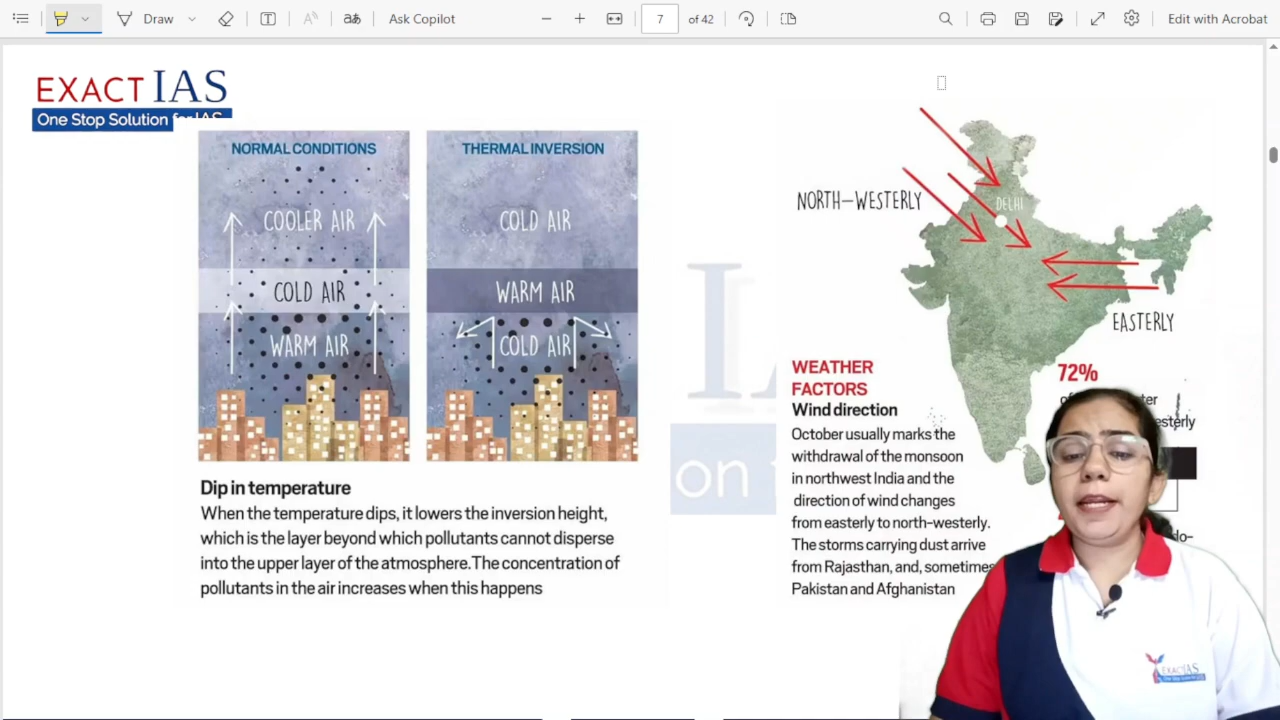 Draw
Ask Copilot
7
of 42
Edit with Acrobat
EXACT IAS
One Stop Solution for IAS
NORMAL CONDITIONS
COOLER AIR
COLD AIR
WARM AIR
THERMAL INVERSION
COLD AIR
WARM AIR
COLD AIR
Dip in temperature
When the temperature dips, it lowers the inversion height,
which is the layer beyond which pollutants cannot disperse
into the upper layer of the atmosphere.The concentration of
pollutants in the air increases when this happens
on
NORTH–WESTERLY
DELHI
EASTERLY
WEATHER
FACTORS
Wind direction
October usually marks the
withdrawal of the monsoon
in northwest India and the
direction of wind changes
from easterly to north-westerly.
The storms carrying dust arrive
from Rajasthan, and, sometimes
Pakistan and Afghanistan
72%
EXACT IAS